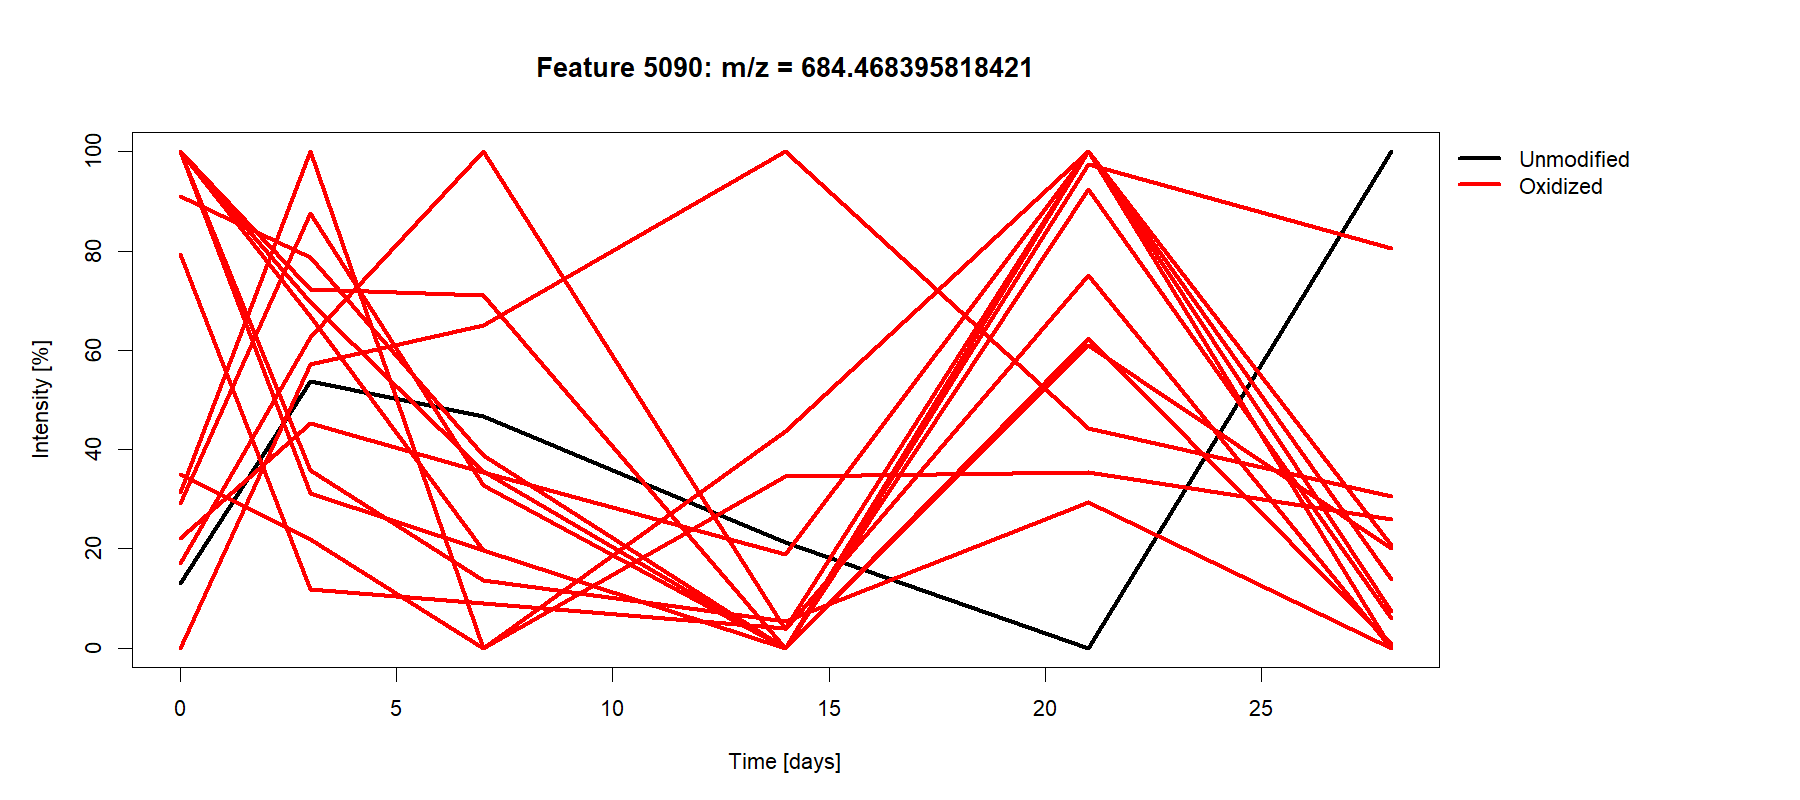 Feature 5090: m/z = 684.468395818421
Unmodified
Oxidized
Intensity [%]
100
80
60
40
20
0
0 5 10 15 20 25
Time [days]